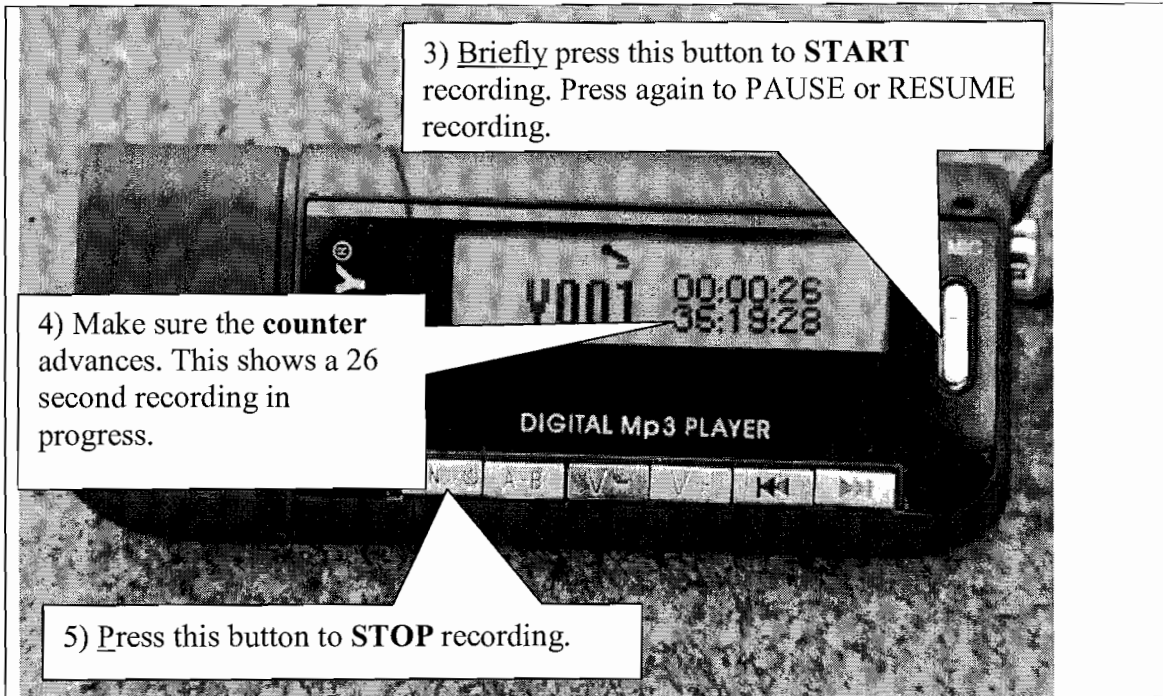 3) Briefly press this button to START
recording. Press again to PAUSE or RESUME
recording.
MIC
Y®
V001 00:00:26
35:19:28
4) Make sure the counter
advances. This shows a 26
second recording in
progress.
DIGITAL Mp3 PLAYER
A-B
5) Press this button to STOP recording.